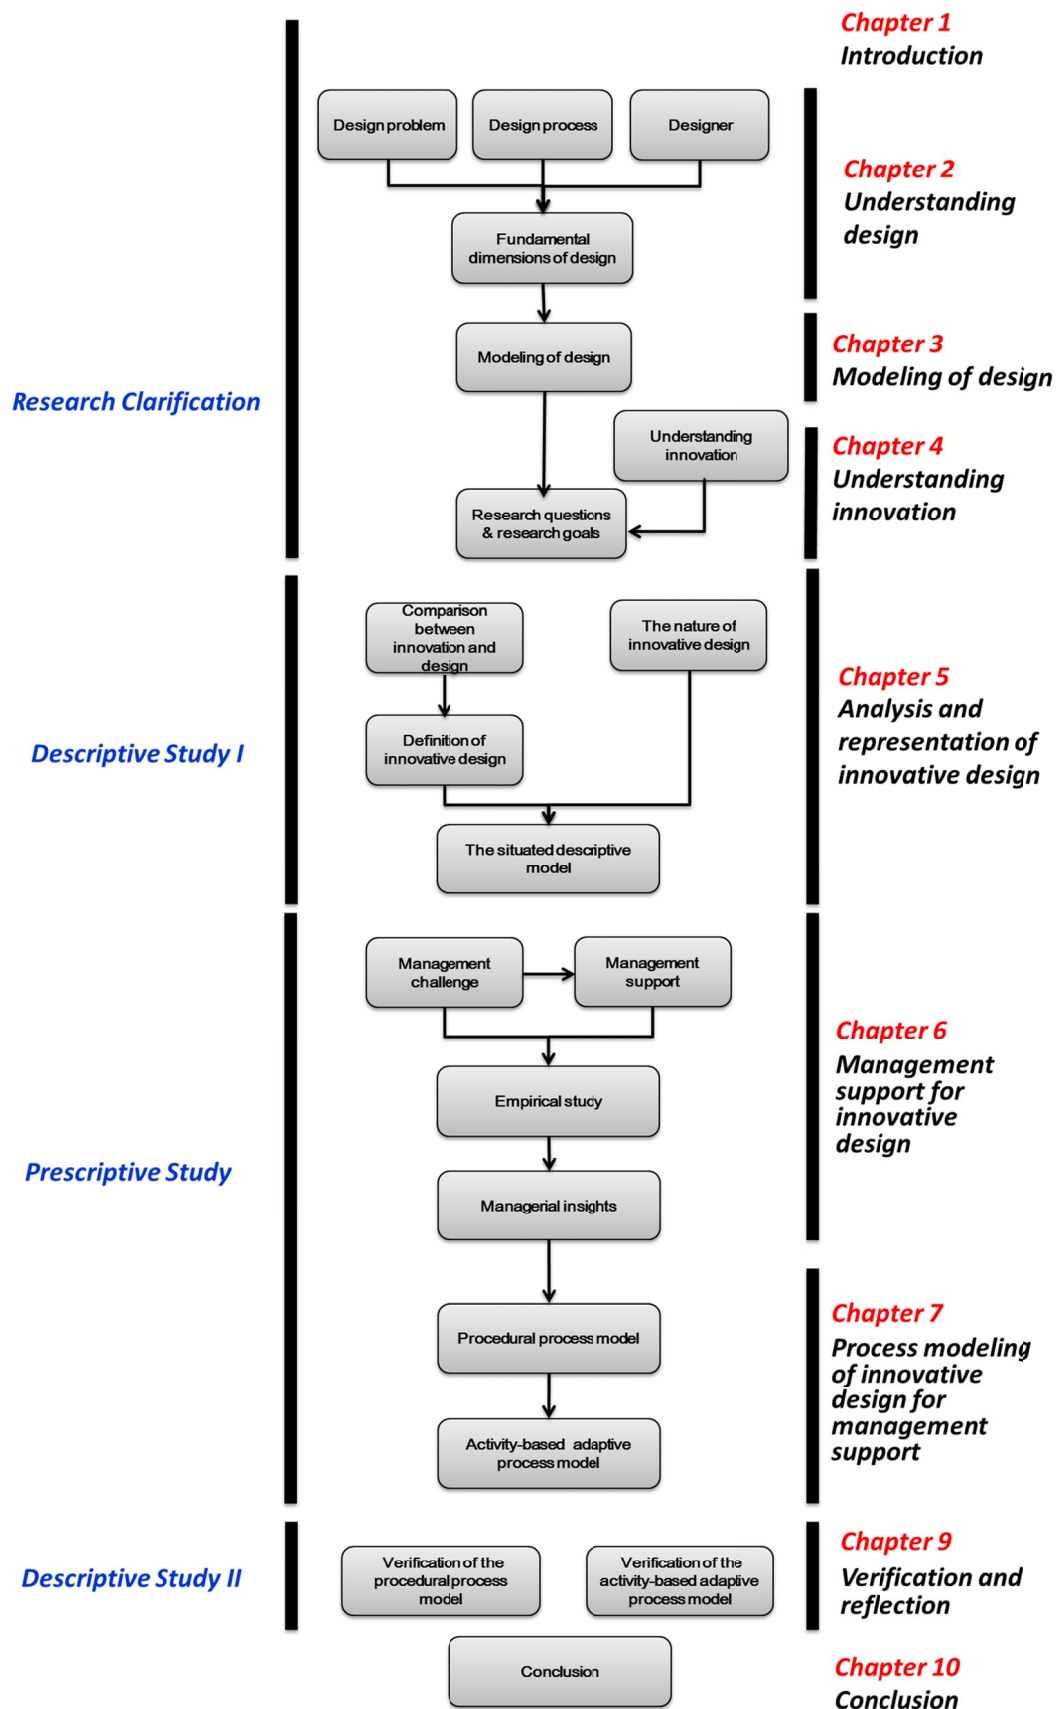 Chapter 1
Introduction
Design problem
Design process
Designer
Chapter 2
Understanding
design
Fundamental
dimensions of design
Modeling of design
Chapter 3
Modeling of design
Research Clarification
Understanding
innovation
Chapter 4
Understanding
innovation
Research questions
& research goals
Comparison
between
innovation and
design
The nature of
innovative design
Chapter 5
Analysis and
representation of
innovative design
Descriptive Study I
Definition of
innovative design
The situated descriptive
model
Management
challenge
Management
support
Chapter 6
Management
support for
innovative
design
Empirical study
Prescriptive Study
Managerial insights
Procedural process model
Chapter 7
Process modeling
of innovative
design for
management
support
Activity-based adaptive
process model
Descriptive Study II
Verification of the
procedural process
model
Verification of the
activity-based adaptive
process model
Chapter 9
Verification and
reflection
Conclusion
Chapter 10
Conclusion